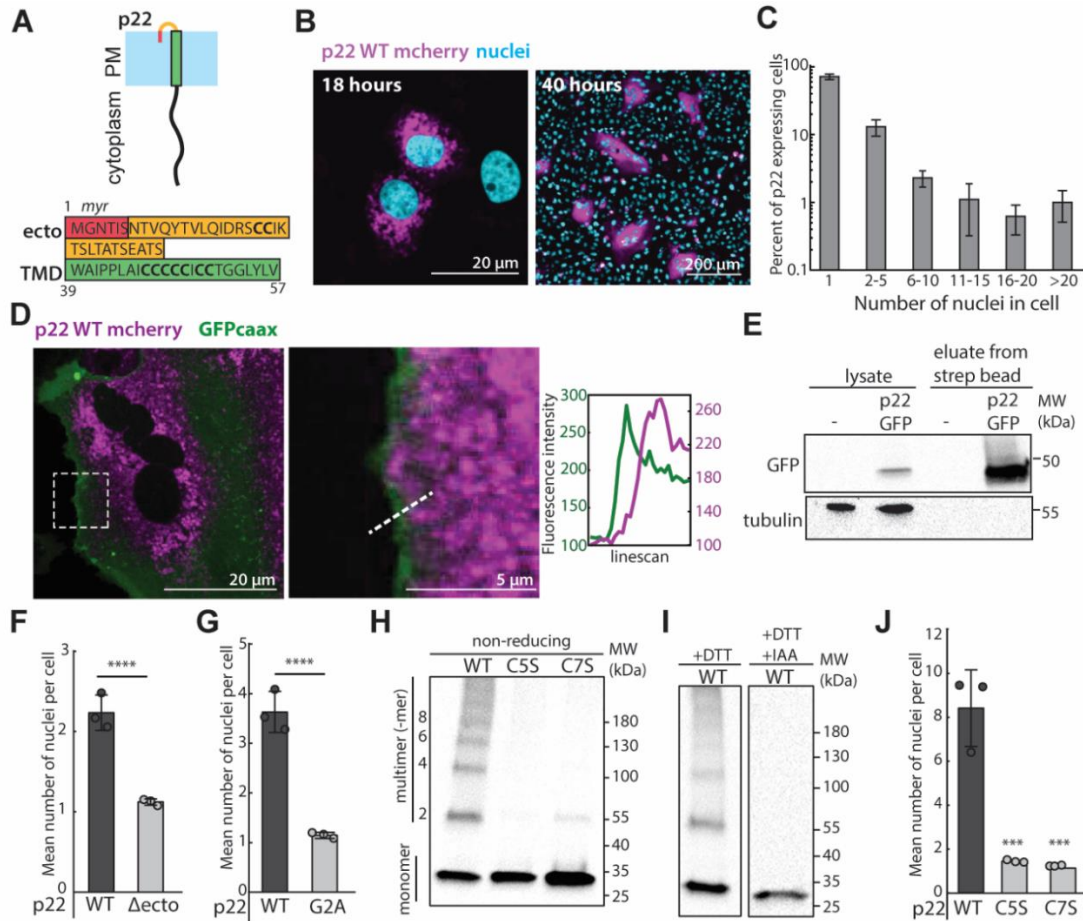 A
p22
PM
cytoplasm
1 myr
ecto
MGNTISNTVQYTVLQIDRSCCIK
TSLTATSEATS
TMD
WAIPPLAICCCCCICCTGGLYLV
39 57
B
p22 WT mcherry nuclei
18 hours
20 µm
40 hours
200 µm
C
Percent of p22 expressing cells
100
10
1
0.1
1 2-5 6-10 11-15 16-20 >20
Number of nuclei in cell
D
p22 WT mcherry GFPcaax
20 µm
5 µm
Fluorescence intensity
300
250
200
150
100
260
220
180
140
100
linescan
E
lysate
eluate from
strep bead
- p22 GFP - p22 GFP
MW
(kDa)
GFP
50
tubulin
55
F
Mean number of nuclei per cell
3
2
1
0
****
p22 WT Δecto
G
Mean number of nuclei per cell
5
4
3
2
1
0
****
p22 WT G2A
H
non-reducing
WT C5S C7S
MW
(kDa)
multimer (-mer)
8
6
4
2
monomer
180
130
100
55
40
35
25
I
+DTT
WT
+DTT
+IAA
WT
MW
(kDa)
180
130
100
55
40
35
25
J
Mean number of nuclei per cell
12
10
8
6
4
2
0
*** ***
p22 WT C5S C7S